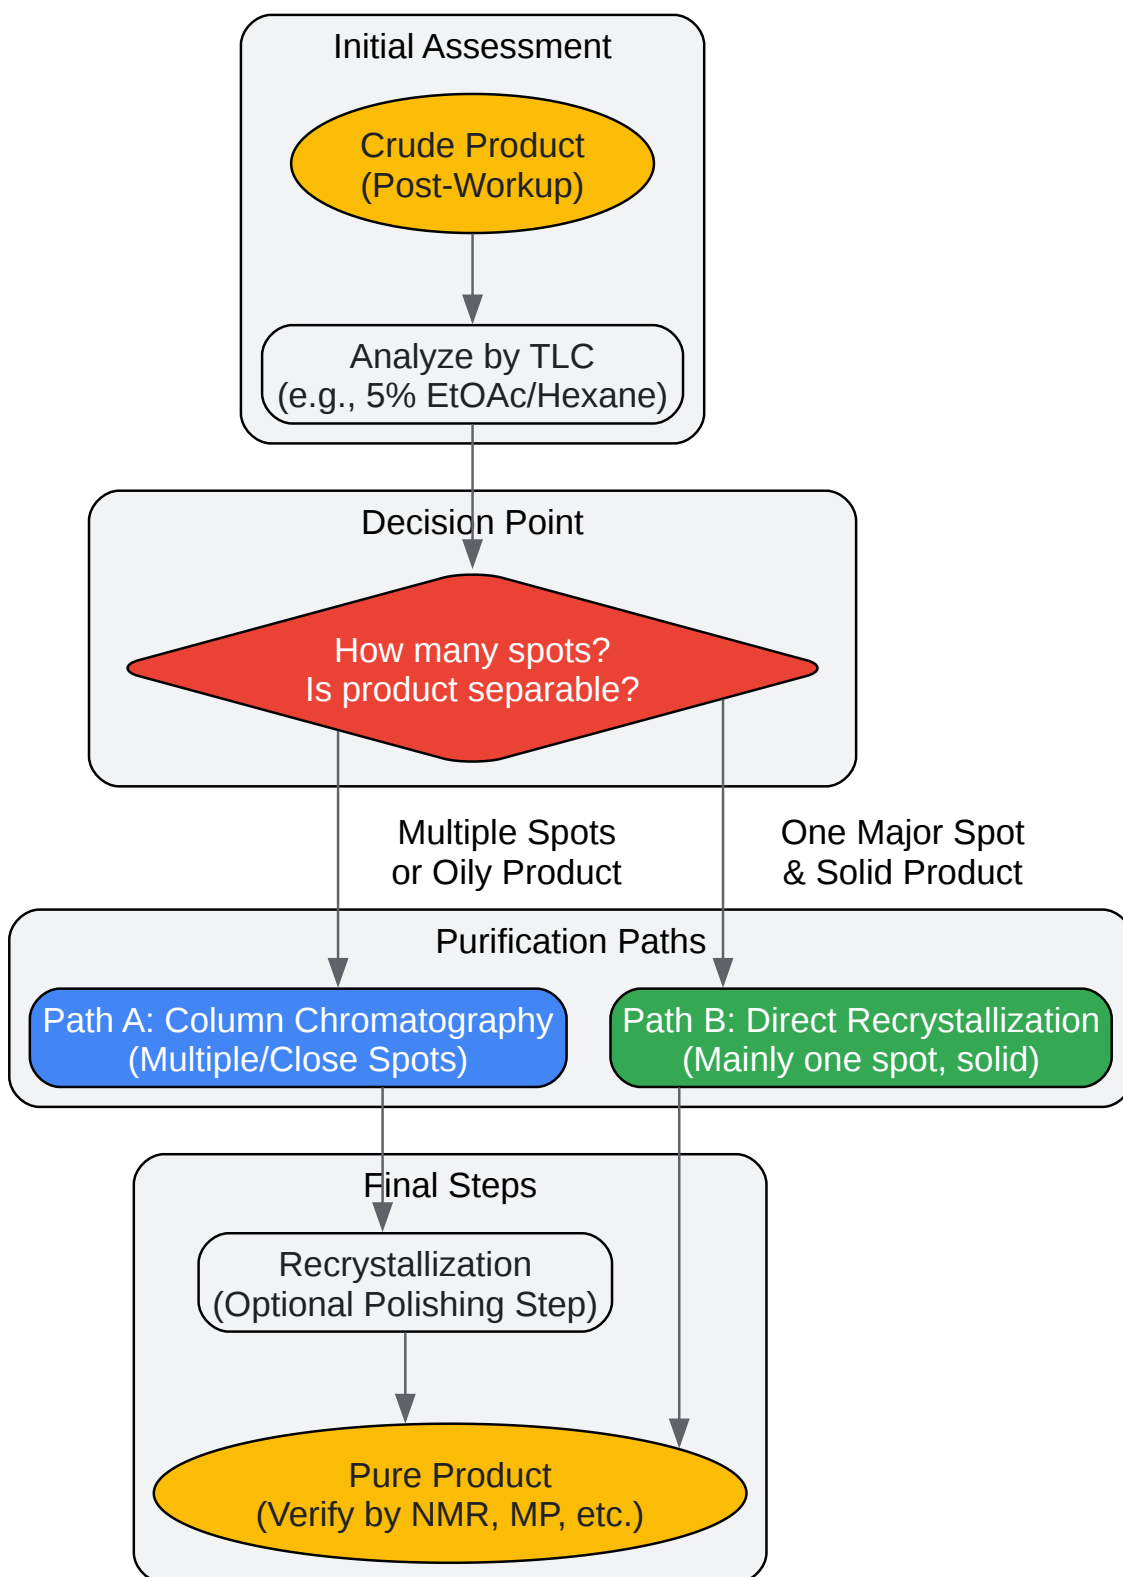 Initial Assessment
Crude Product
(Post-Workup)
Analyze by TLC
(e.g., 5% EtOAc/Hexane)
Decision Point
How many spots?
Is product separable?
Multiple Spots
or Oily Product
One Major Spot
& Solid Product
Purification Paths
Path A: Column Chromatography
(Multiple/Close Spots)
Path B: Direct Recrystallization
(Mainly one spot, solid)
Final Steps
Recrystallization
(Optional Polishing Step)
Pure Product
(Verify by NMR, MP, etc.)